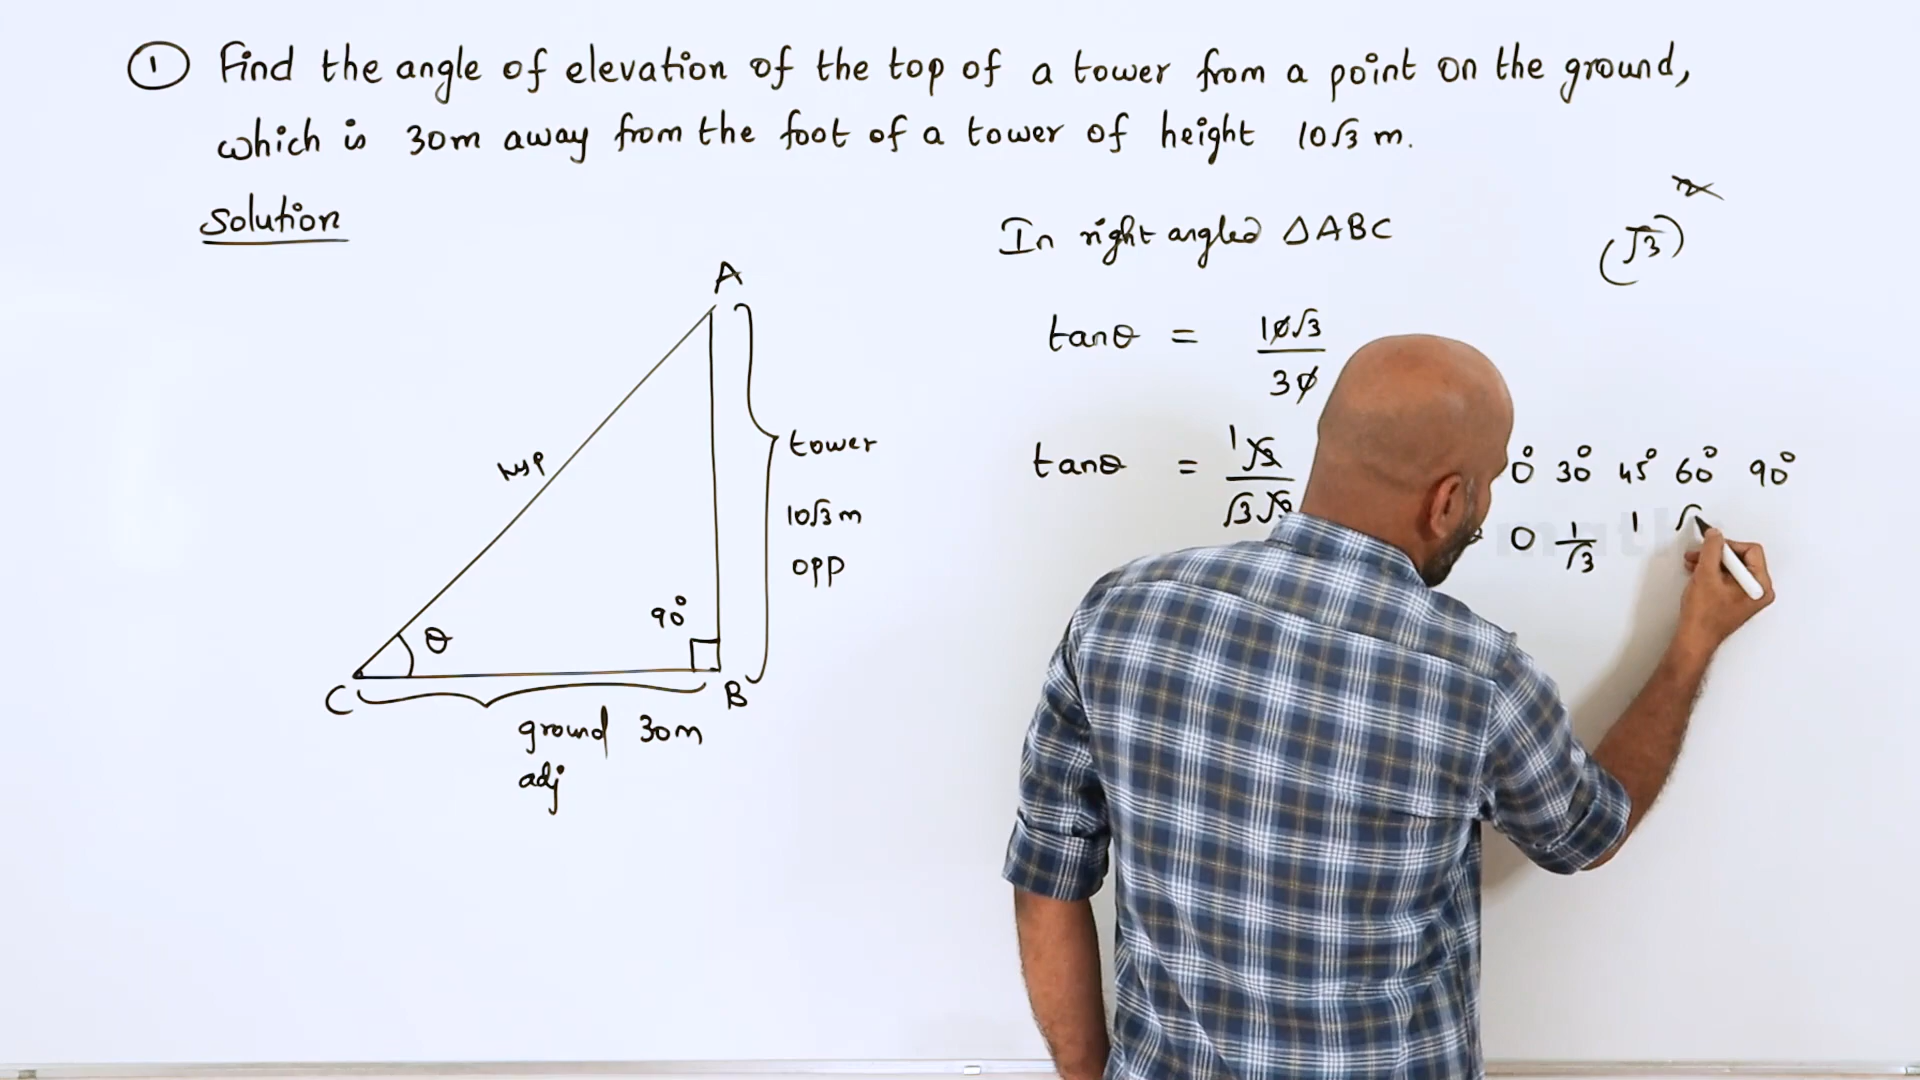 ① Find the angle of elevation of the top of a tower from a point on the ground,
which is 30m away from the foot of a tower of height 10√3 m.
Solution
In right angled △ABC
(√3)
A
tanθ = 10√3 / 30
tower
hyp
tanθ = 1√3 / √3√3
0° 30° 45° 60° 90°
10√3 m
0 1/√3 1 √
opp
90°
θ
C
B
ground 30m
adj